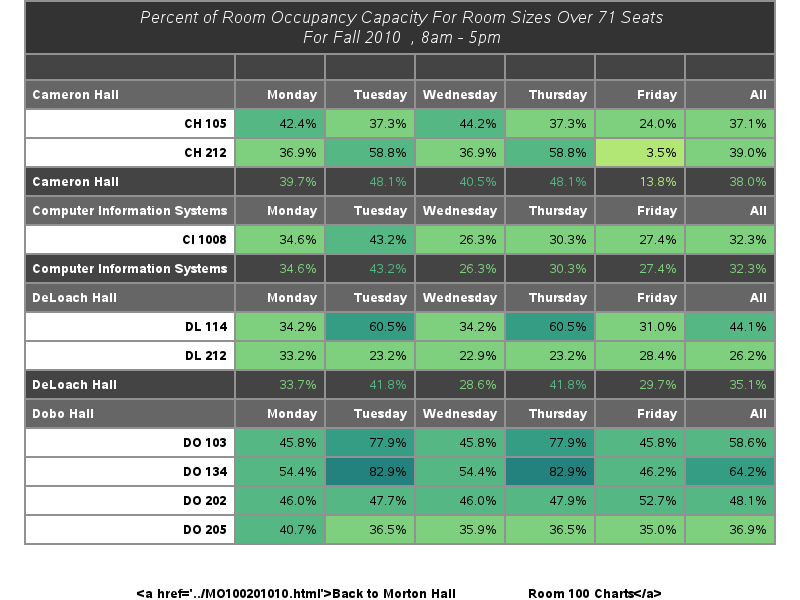 Percent of Room Occupancy Capacity For Room Sizes Over 71 Seats
For Fall 2010  , 8am - 5pm
Cameron Hall Monday Tuesday Wednesday Thursday Friday All
CH 105 42.4% 37.3% 44.2% 37.3% 24.0% 37.1%
CH 212 36.9% 58.8% 36.9% 58.8% 3.5% 39.0%
Cameron Hall 39.7% 48.1% 40.5% 48.1% 13.8% 38.0%
Computer Information Systems Monday Tuesday Wednesday Thursday Friday All
CI 1008 34.6% 43.2% 26.3% 30.3% 27.4% 32.3%
Computer Information Systems 34.6% 43.2% 26.3% 30.3% 27.4% 32.3%
DeLoach Hall Monday Tuesday Wednesday Thursday Friday All
DL 114 34.2% 60.5% 34.2% 60.5% 31.0% 44.1%
DL 212 33.2% 23.2% 22.9% 23.2% 28.4% 26.2%
DeLoach Hall 33.7% 41.8% 28.6% 41.8% 29.7% 35.1%
Dobo Hall Monday Tuesday Wednesday Thursday Friday All
DO 103 45.8% 77.9% 45.8% 77.9% 45.8% 58.6%
DO 134 54.4% 82.9% 54.4% 82.9% 46.2% 64.2%
DO 202 46.0% 47.7% 46.0% 47.9% 52.7% 48.1%
DO 205 40.7% 36.5% 35.9% 36.5% 35.0% 36.9%
<a href='../MO100201010.html'>Back to Morton Hall Room 100 Charts</a>